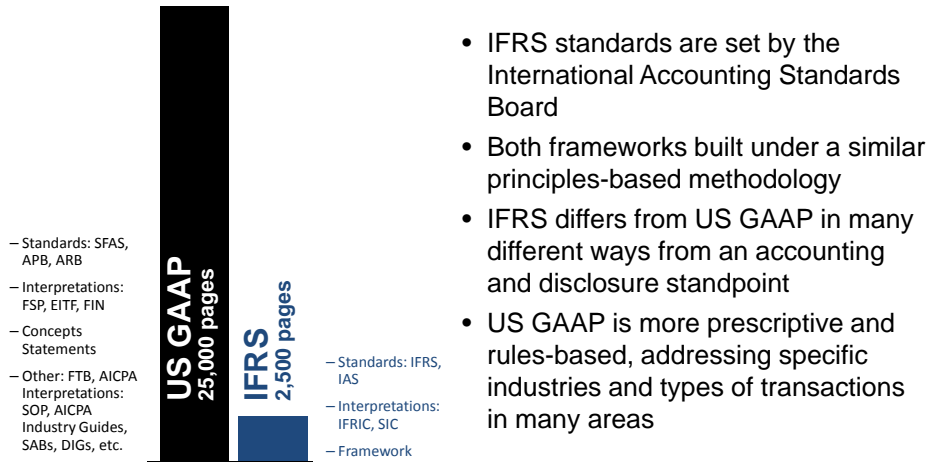 – Standards: SFAS,
APB, ARB
– Interpretations:
FSP, EITF, FIN
– Concepts
Statements
– Other: FTB, AICPA
Interpretations:
SOP, AICPA
Industry Guides,
SABs, DIGs, etc.
US GAAP
25,000 pages
IFRS
2,500 pages
– Standards: IFRS,
IAS
– Interpretations:
IFRIC, SIC
– Framework
• IFRS standards are set by the
International Accounting Standards
Board
• Both frameworks built under a similar
principles-based methodology
• IFRS differs from US GAAP in many
different ways from an accounting
and disclosure standpoint
• US GAAP is more prescriptive and
rules-based, addressing specific
industries and types of transactions
in many areas